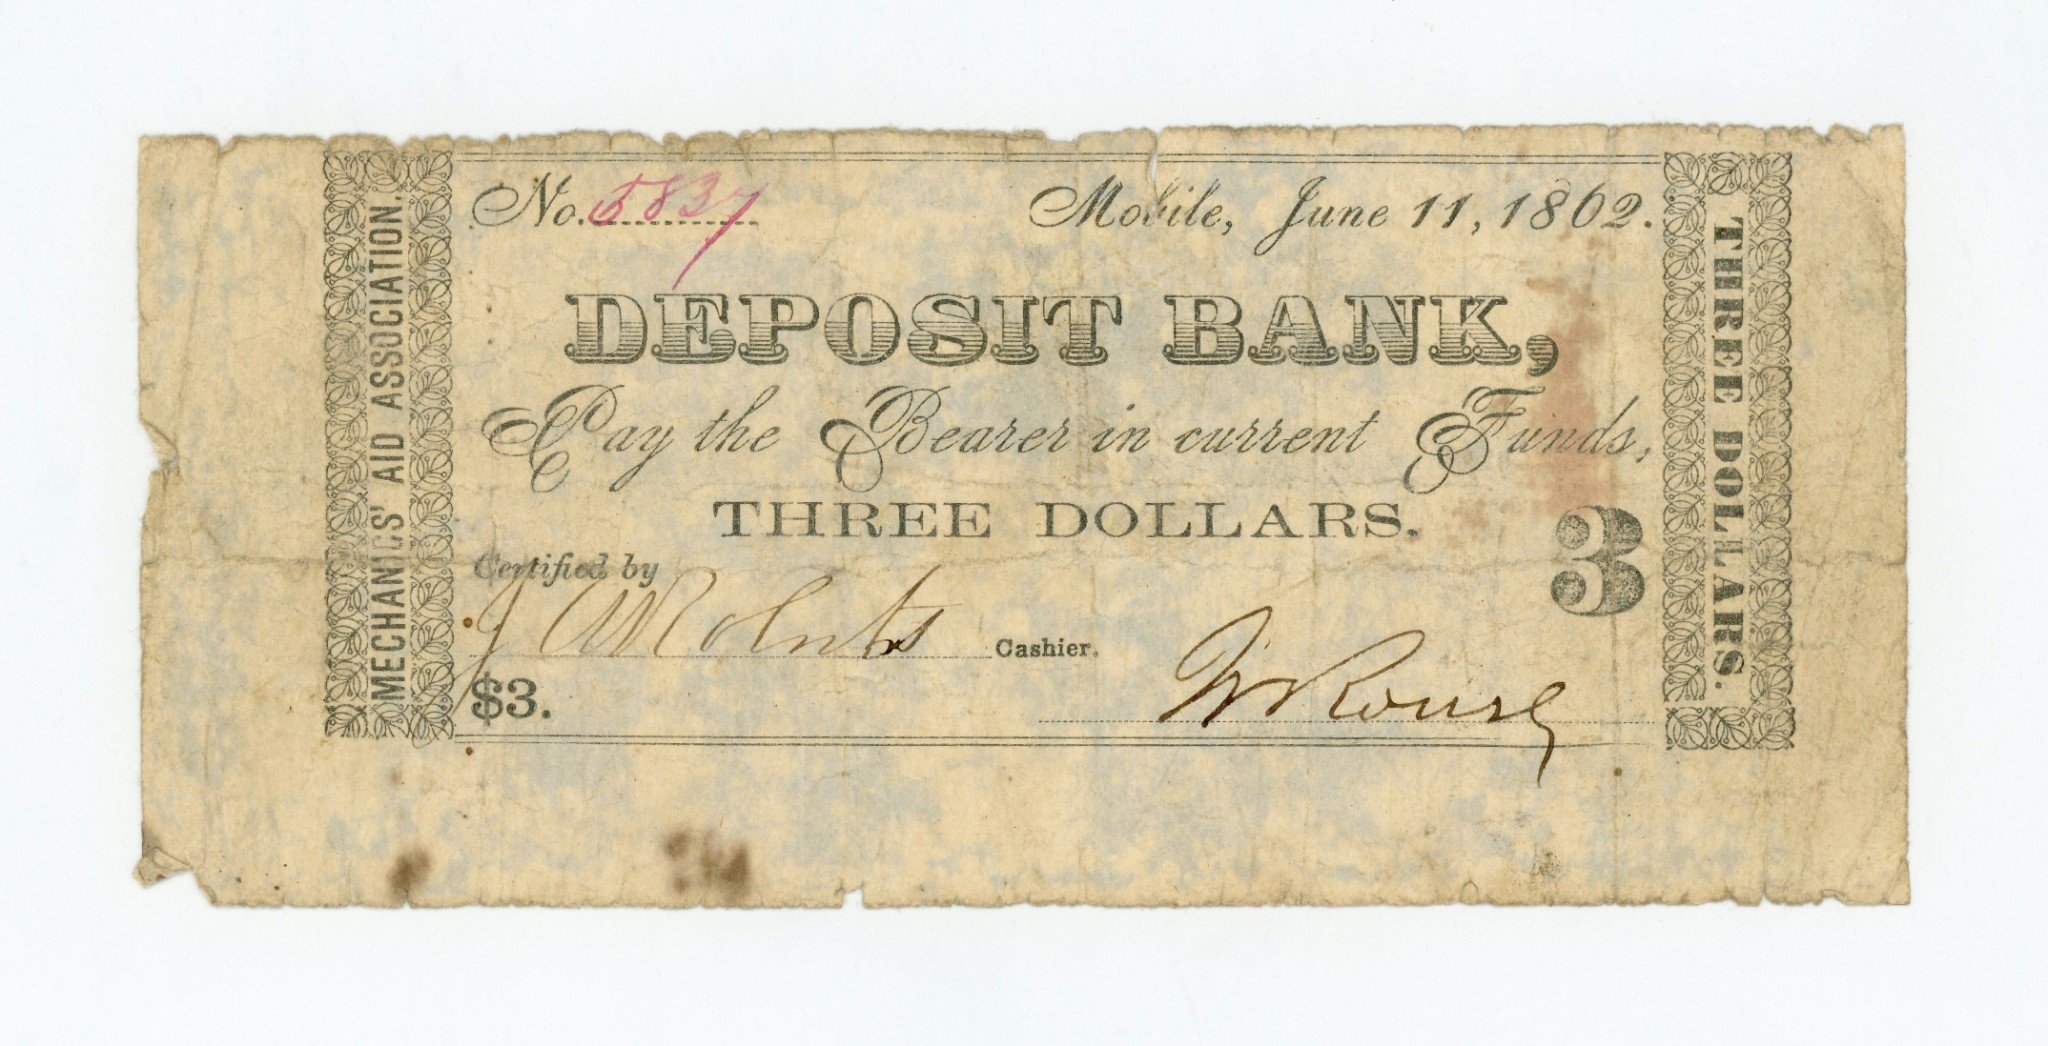 MECHANICS' AID ASSOCIATION.
No. 5837
Mobile, June 11, 1862.
DEPOSIT BANK,
Pay the Bearer in current Funds,
THREE DOLLARS.
3
Certified by
Cashier.
W Rouse
$3.
THREE DOLLARS.